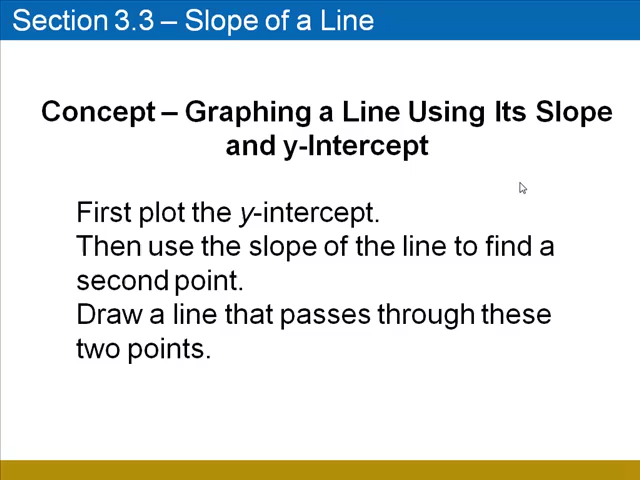 Section 3.3 – Slope of a Line
Concept – Graphing a Line Using Its Slope
and y-Intercept
First plot the y-intercept.
Then use the slope of the line to find a
second point.
Draw a line that passes through these
two points.